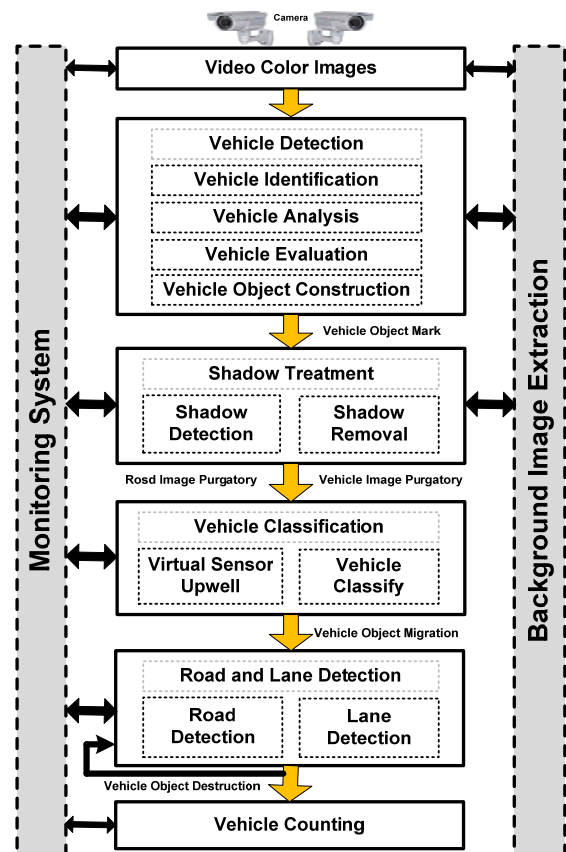 Camera
Video Color Images
Vehicle Detection
Vehicle Identification
Vehicle Analysis
Vehicle Evaluation
Vehicle Object Construction
Vehicle Object Mark
Shadow Treatment
Shadow
Detection
Shadow
Removal
Rosd Image Purgatory
Vehicle Image Purgatory
Vehicle Classification
Virtual Sensor
Upwell
Vehicle
Classify
Vehicle Object Migration
Road and Lane Detection
Road
Detection
Lane
Detection
Vehicle Object Destruction
Vehicle Counting
Monitoring System
Background Image Extraction